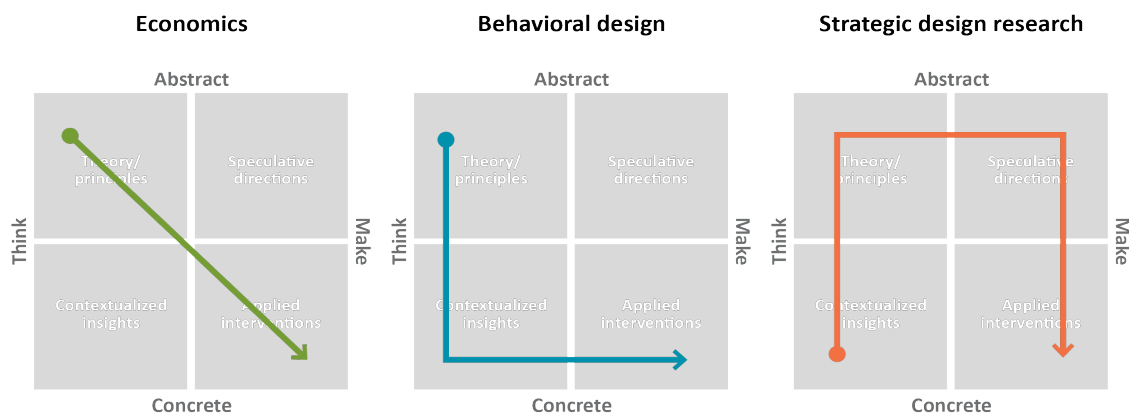 Economics
Abstract
Think
Make
Theory/
principles
Speculative
directions
Contextualized
insights
Applied
interventions
Concrete
Behavioral design
Abstract
Think
Make
Theory/
principles
Speculative
directions
Contextualized
insights
Applied
interventions
Concrete
Strategic design research
Abstract
Think
Make
Theory/
principles
Speculative
directions
Contextualized
insights
Applied
interventions
Concrete